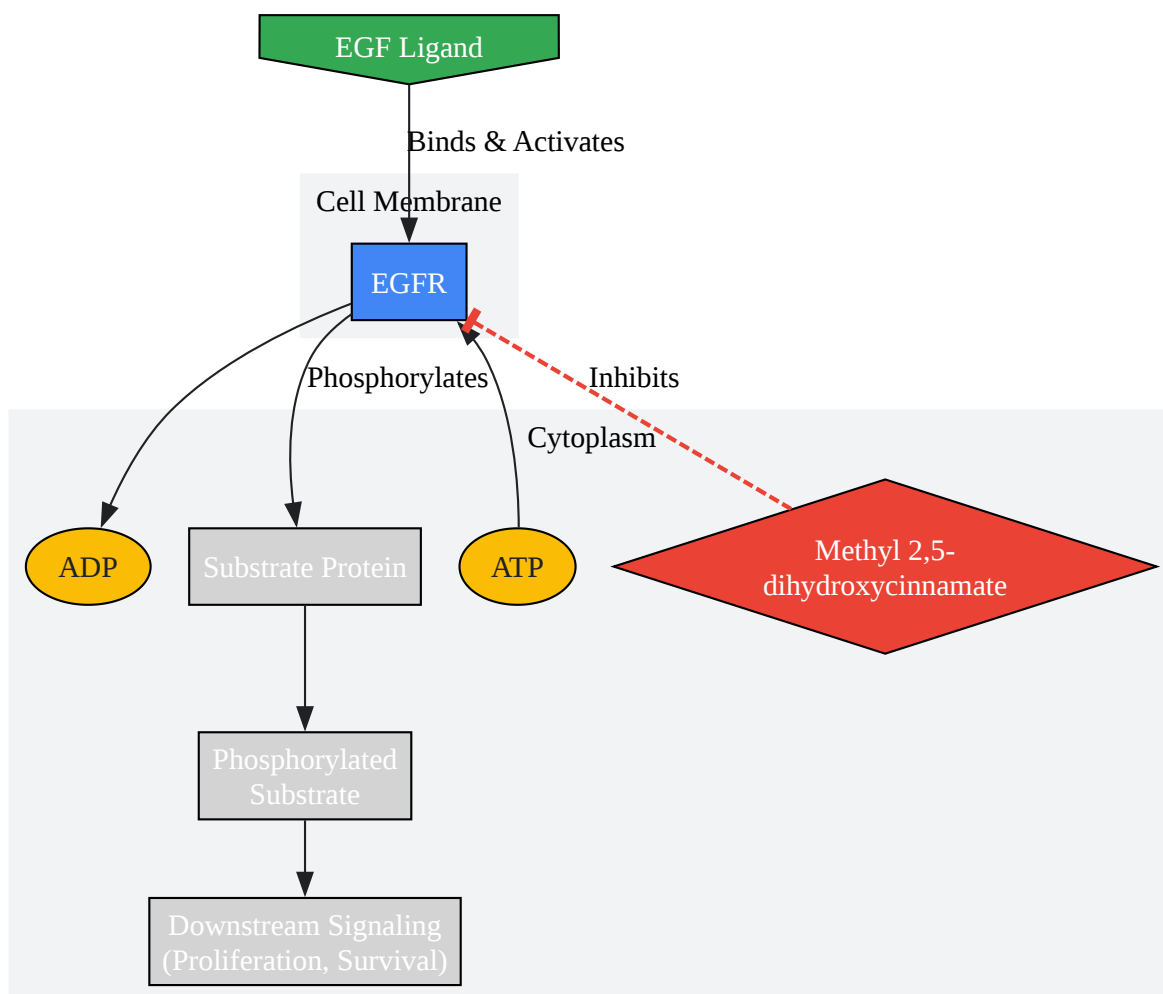 EGF Ligand
Binds & Activates
Cell Membrane
EGFR
Phosphorylates
Inhibits
Cytoplasm
ADP
Substrate Protein
ATP
Methyl 2,5-
dihydroxycinnamate
Phosphorylated
Substrate
Downstream Signaling
(Proliferation, Survival)